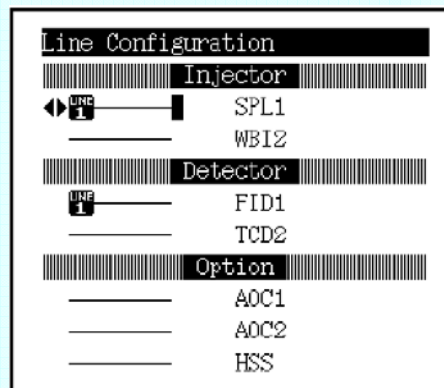 Line Configuration
Injector
LINE 1 SPL1
WBI2
Detector
LINE 1 FID1
TCD2
Option
AOC1
AOC2
HSS